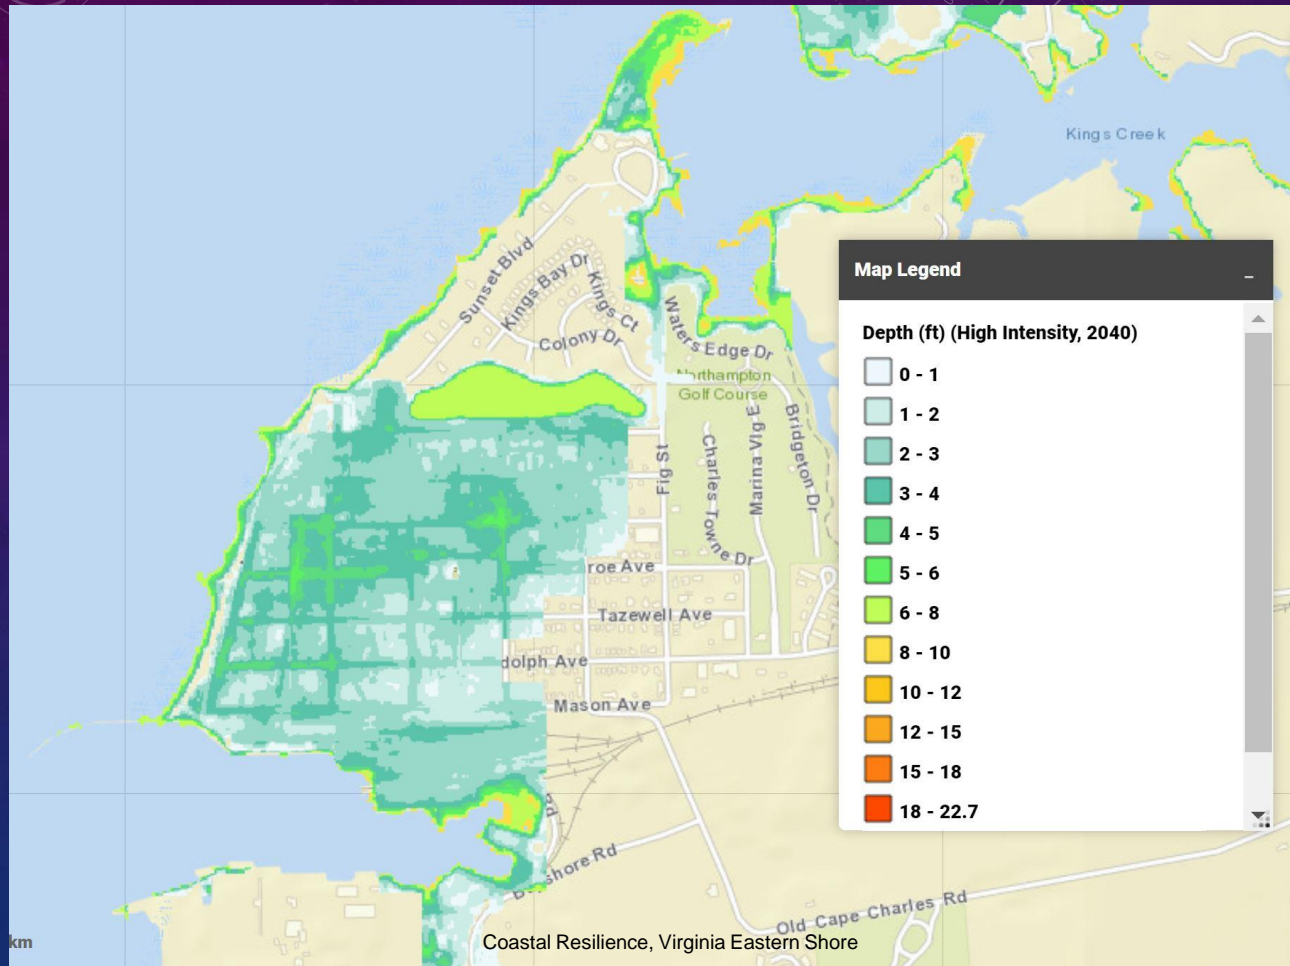 Kings Creek
Sunset Blvd
Kings Bay Dr
Kings Ct
Colony Dr
Waters Edge Dr
Northampton
Golf Course
Fig St
Charles Towne Dr
Marina Vlg E
Bridgeton Dr
roe Ave
Tazewell Ave
dolph Ave
Mason Ave
Rd
shore Rd
Old Cape Charles Rd
km
Coastal Resilience, Virginia Eastern Shore
Map Legend
Depth (ft) (High Intensity, 2040)
0 - 1
1 - 2
2 - 3
3 - 4
4 - 5
5 - 6
6 - 8
8 - 10
10 - 12
12 - 15
15 - 18
18 - 22.7